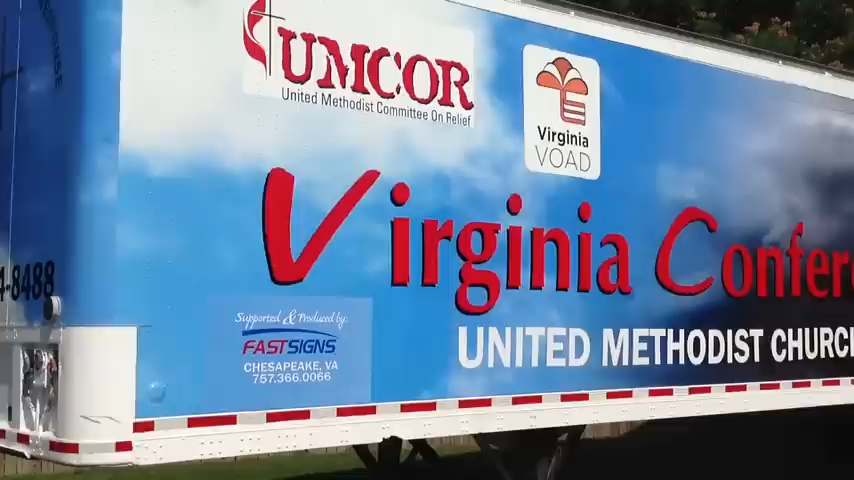 UMCOR
United Methodist Committee On Relief
Virginia
VOAD
Virginia Confer
UNITED METHODIST CHURCH
4-8488
Supported & Produced by:
FASTSIGNS
CHESAPEAKE, VA
757.366.0066